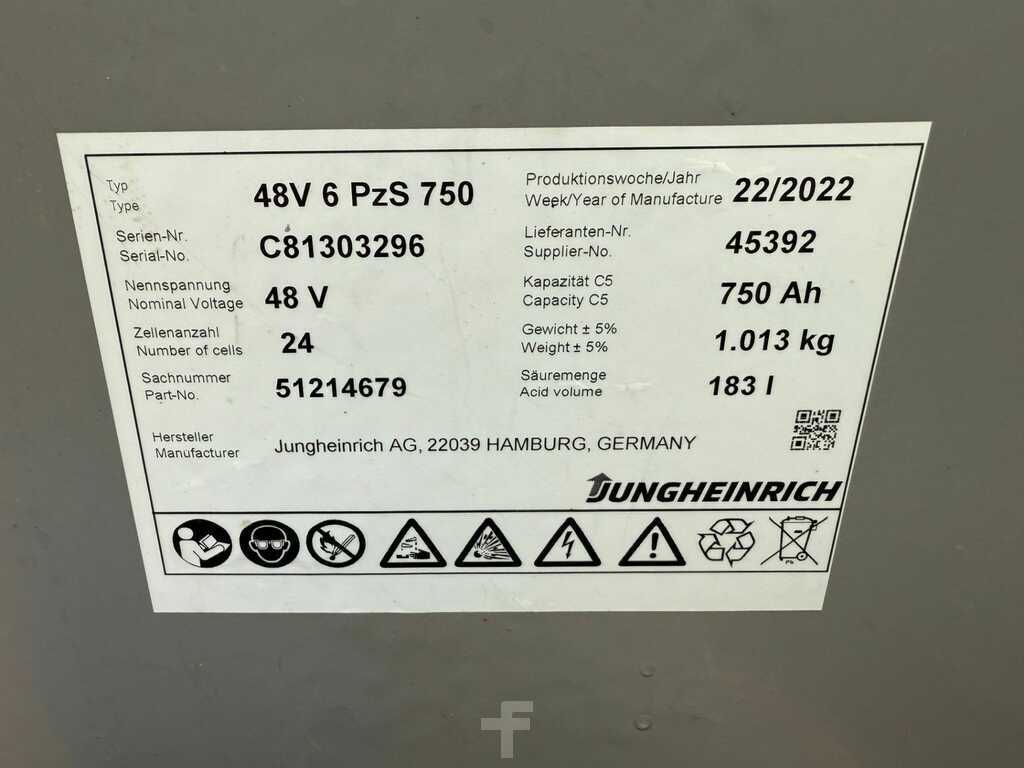 Typ
Type
48V 6 PzS 750
Produktionswoche/Jahr
Week/Year of Manufacture
22/2022
Serien-Nr.
Serial-No.
C81303296
Lieferanten-Nr.
Supplier-No.
45392
Nennspannung
Nominal Voltage
48 V
Kapazität C5
Capacity C5
750 Ah
Zellenanzahl
Number of cells
24
Gewicht ± 5%
Weight ± 5%
1.013 kg
Sachnummer
Part-No.
51214679
Säuremenge
Acid volume
183 l
Hersteller
Manufacturer
Jungheinrich AG, 22039 HAMBURG, GERMANY
JUNGHEINRICH
Pb